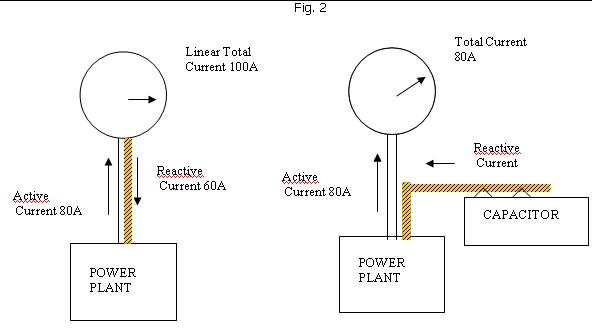 Fig. 2
Linear Total
Current 100A
Active
Current 80A
Reactive
Current 60A
POWER
PLANT
Total Current
80A
Active
Current 80A
Reactive
Current
CAPACITOR
POWER
PLANT